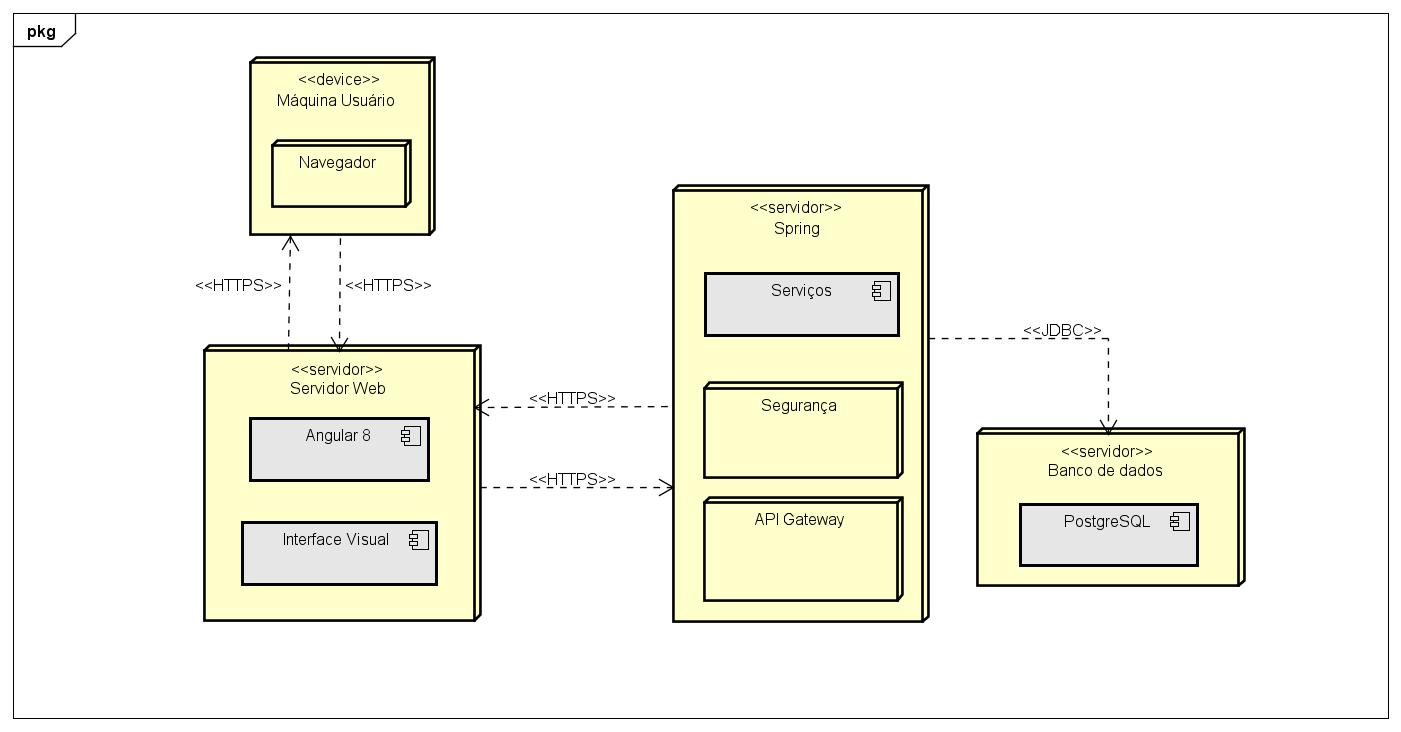 pkg
<<device>>
Máquina Usuário
Navegador
<<HTTPS>>
<<HTTPS>>
<<servidor>>
Servidor Web
Angular 8
Interface Visual
<<HTTPS>>
<<HTTPS>>
<<servidor>>
Spring
Serviços
Segurança
API Gateway
<<JDBC>>
<<servidor>>
Banco de dados
PostgreSQL